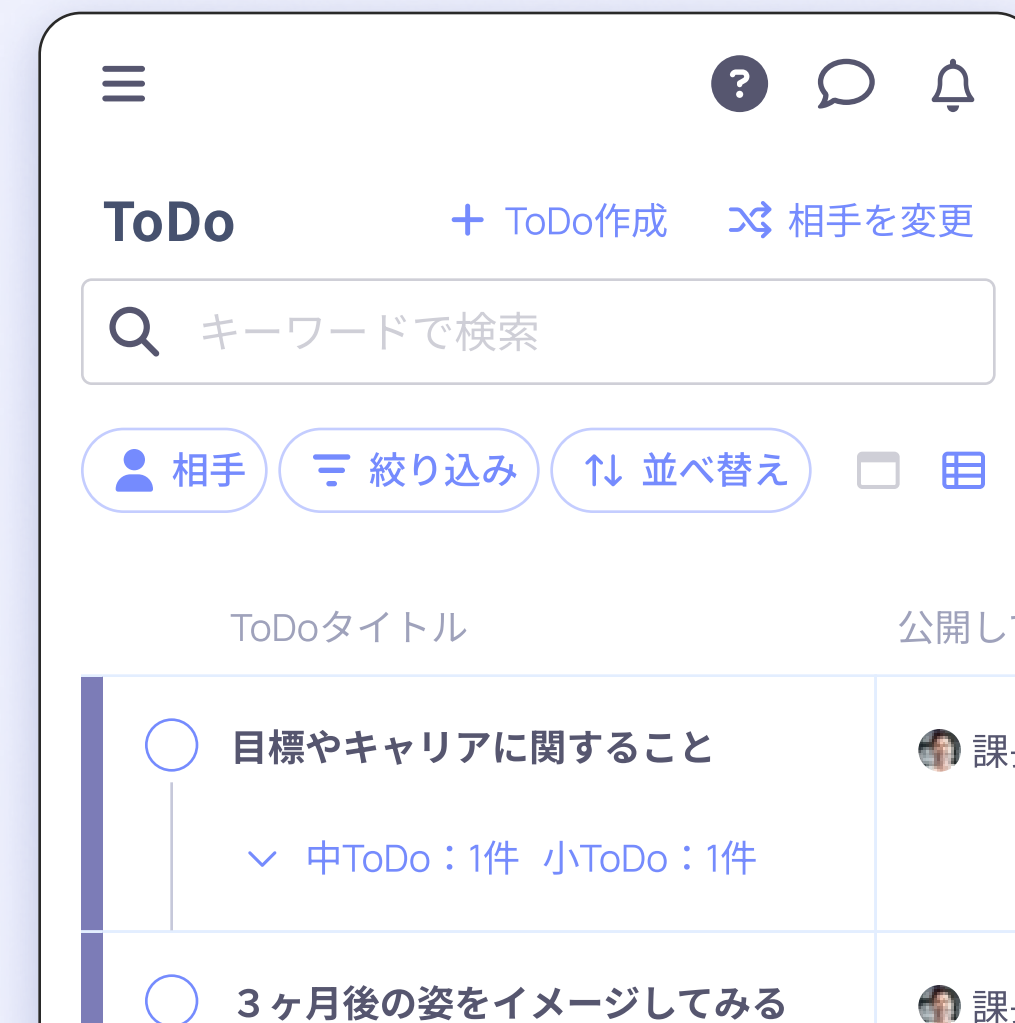 ToDo
ToDo作成
相手を変更
キーワードで検索
相手
絞り込み
並べ替え
ToDoタイトル
公開し
目標やキャリアに関すること
課
中ToDo：1件 小ToDo：1件
３ヶ月後の姿をイメージしてみる
課